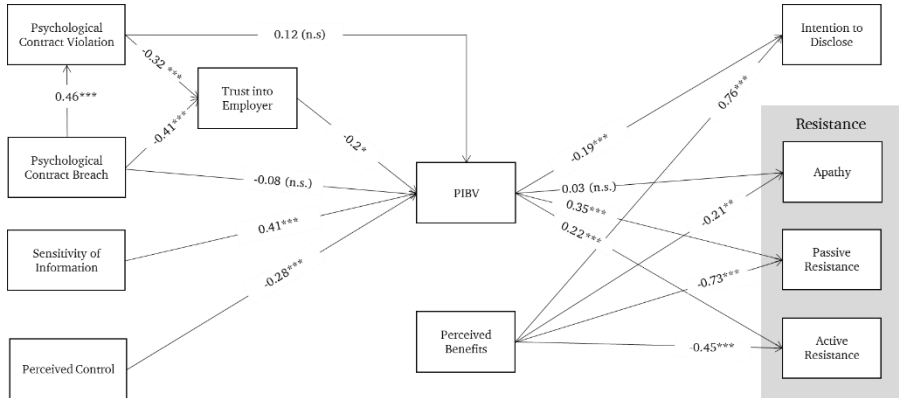 Psychological
Contract Violation
0.12 (n.s)
Intention to
Disclose
-0.32 ***
0.46***
Trust into
Employer
0.76***
-0.41***
-0.2*
-0.19***
Resistance
Psychological
Contract Breach
-0.08 (n.s.)
PIBV
0.03 (n.s.)
Apathy
0.35***
-0.21**
0.41***
0.22***
Sensitivity of
Information
-0.28***
-0.73***
Passive
Resistance
Perceived Control
Perceived
Benefits
-0.45***
Active
Resistance